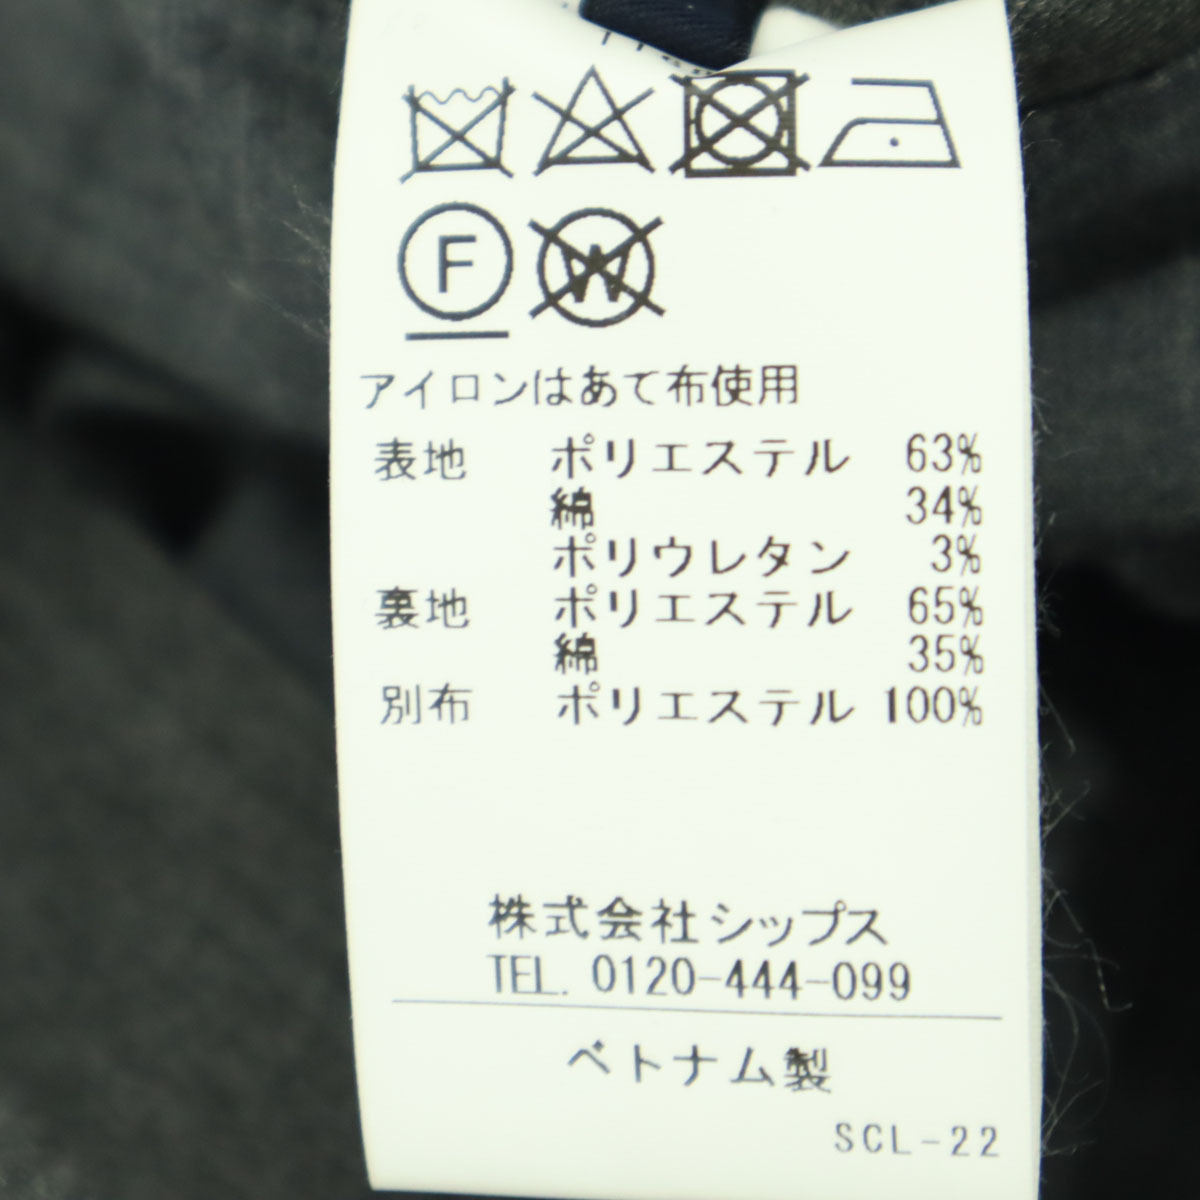 F
W
アイロンはあて布使用
表地 ポリエステル 63%
綿 34%
ポリウレタン 3%
裏地 ポリエステル 65%
綿 35%
別布 ポリエステル 100%
株式会社シップス
TEL. 0120-444-099
ベトナム製
SCL-22